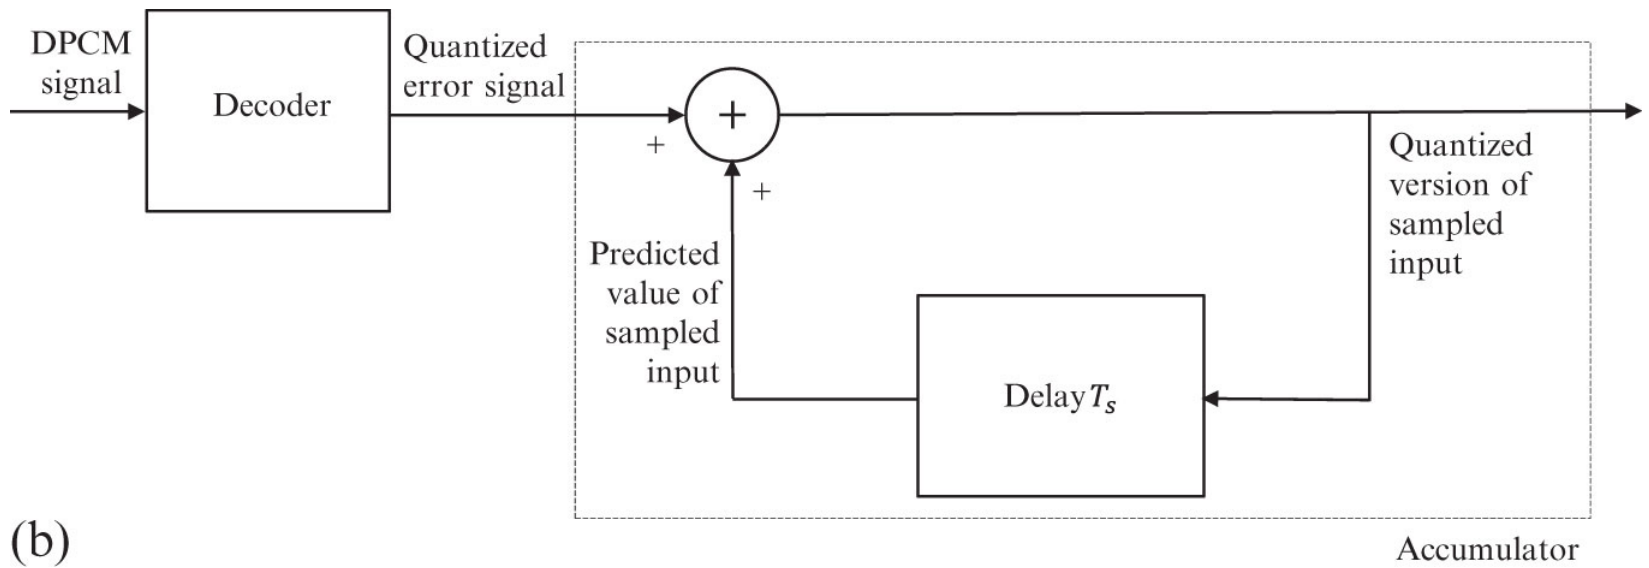 DPCM
signal
Decoder
Quantized
error signal
+
+
+
Quantized
version of
sampled
input
Predicted
value of
sampled
input
Delay T_s
(b)
Accumulator